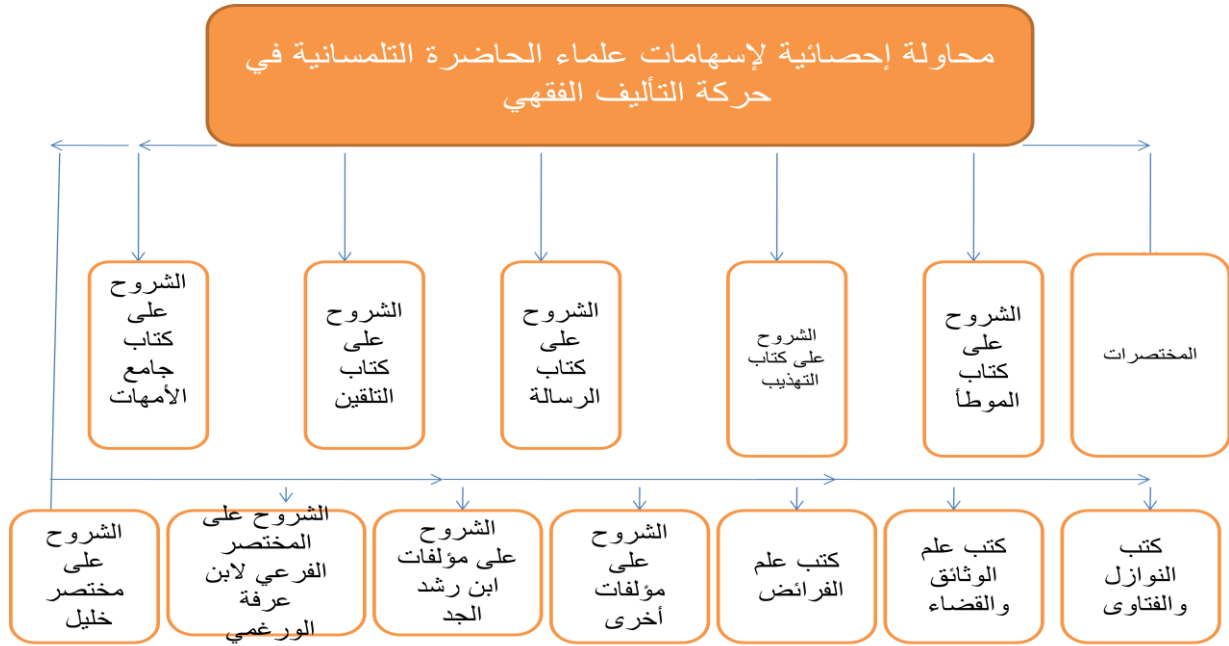 محاولة إحصائية لإسهامات علماء الحاضرة التلمسانية في
حركة التأليف الفقهي
المختصرات
الشروح
على
كتاب
الموطأ
الشروح
على كتاب
التهذيب
الشروح
على
كتاب
الرسالة
الشروح
على
كتاب
التلقين
الشروح
على
كتاب
جامع
الأمهات
كتب
النوازل
والفتاوى
كتب علم
الوثائق
والقضاء
كتب علم
الفرائض
الشروح
على
مؤلفات
أخرى
الشروح
على مؤلفات
ابن رشد
الجد
الشروح على
المختصر
الفرعي لابن
عرفة
الورغمي
الشروح
على
مختصر
خليل